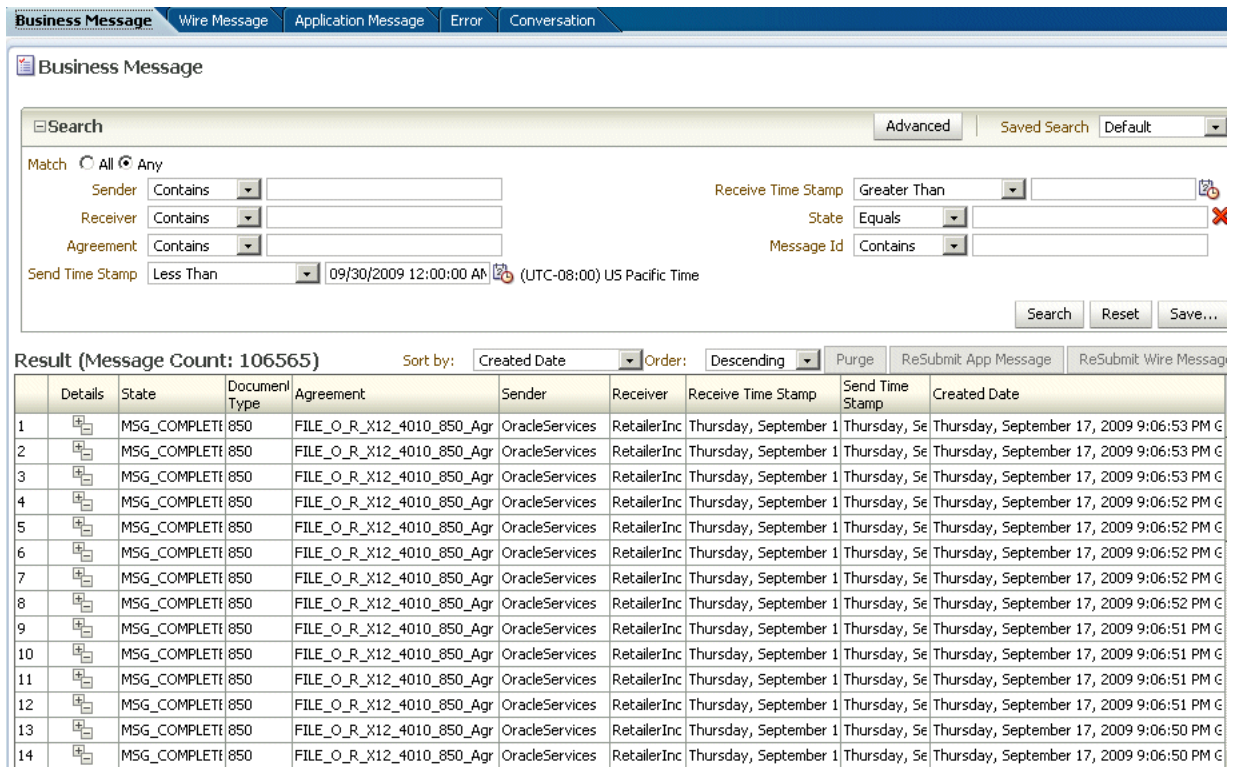 Business Message Wire Message Application Message Error Conversation
Business Message
Search Advanced Saved Search Default
Match All Any
Sender Contains Receive Time Stamp Greater Than
Receiver Contains State Equals
Agreement Contains Message Id Contains
Send Time Stamp Less Than 09/30/2009 12:00:00 AM (UTC-08:00) US Pacific Time
Search Reset Save...
Result (Message Count: 106565) Sort by: Created Date Order: Descending Purge ReSubmit App Message ReSubmit Wire Messag
Details State Document Type Agreement Sender Receiver Receive Time Stamp Send Time Stamp Created Date
1 MSG_COMPLETE 850 FILE_O_R_X12_4010_850_Agr OracleServices RetailerInc Thursday, September 1 Thursday, Se Thursday, September 17, 2009 9:06:53 PM G
2 MSG_COMPLETE 850 FILE_O_R_X12_4010_850_Agr OracleServices RetailerInc Thursday, September 1 Thursday, Se Thursday, September 17, 2009 9:06:53 PM G
3 MSG_COMPLETE 850 FILE_O_R_X12_4010_850_Agr OracleServices RetailerInc Thursday, September 1 Thursday, Se Thursday, September 17, 2009 9:06:53 PM G
4 MSG_COMPLETE 850 FILE_O_R_X12_4010_850_Agr OracleServices RetailerInc Thursday, September 1 Thursday, Se Thursday, September 17, 2009 9:06:52 PM G
5 MSG_COMPLETE 850 FILE_O_R_X12_4010_850_Agr OracleServices RetailerInc Thursday, September 1 Thursday, Se Thursday, September 17, 2009 9:06:52 PM G
6 MSG_COMPLETE 850 FILE_O_R_X12_4010_850_Agr OracleServices RetailerInc Thursday, September 1 Thursday, Se Thursday, September 17, 2009 9:06:52 PM G
7 MSG_COMPLETE 850 FILE_O_R_X12_4010_850_Agr OracleServices RetailerInc Thursday, September 1 Thursday, Se Thursday, September 17, 2009 9:06:52 PM G
8 MSG_COMPLETE 850 FILE_O_R_X12_4010_850_Agr OracleServices RetailerInc Thursday, September 1 Thursday, Se Thursday, September 17, 2009 9:06:52 PM G
9 MSG_COMPLETE 850 FILE_O_R_X12_4010_850_Agr OracleServices RetailerInc Thursday, September 1 Thursday, Se Thursday, September 17, 2009 9:06:51 PM G
10 MSG_COMPLETE 850 FILE_O_R_X12_4010_850_Agr OracleServices RetailerInc Thursday, September 1 Thursday, Se Thursday, September 17, 2009 9:06:51 PM G
11 MSG_COMPLETE 850 FILE_O_R_X12_4010_850_Agr OracleServices RetailerInc Thursday, September 1 Thursday, Se Thursday, September 17, 2009 9:06:51 PM G
12 MSG_COMPLETE 850 FILE_O_R_X12_4010_850_Agr OracleServices RetailerInc Thursday, September 1 Thursday, Se Thursday, September 17, 2009 9:06:51 PM G
13 MSG_COMPLETE 850 FILE_O_R_X12_4010_850_Agr OracleServices RetailerInc Thursday, September 1 Thursday, Se Thursday, September 17, 2009 9:06:50 PM G
14 MSG_COMPLETE 850 FILE_O_R_X12_4010_850_Agr OracleServices RetailerInc Thursday, September 1 Thursday, Se Thursday, September 17, 2009 9:06:50 PM G